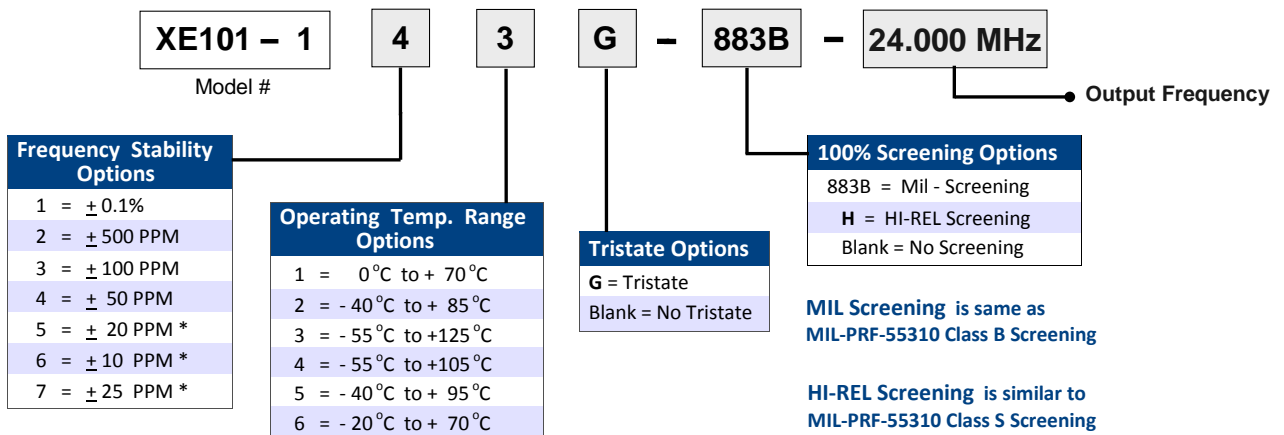 XE101 – 1 4 3 G – 883B – 24.000 MHz
Model #
Output Frequency
Frequency Stability
Options
1 = ± 0.1%
2 = ± 500 PPM
3 = ± 100 PPM
4 = ± 50 PPM
5 = ± 20 PPM *
6 = ± 10 PPM *
7 = ± 25 PPM *
Operating Temp. Range
Options
1 = 0 °C to + 70 °C
2 = - 40 °C to + 85 °C
3 = - 55 °C to +125 °C
4 = - 55 °C to +105 °C
5 = - 40 °C to + 95 °C
6 = - 20 °C to + 70 °C
Tristate Options
G = Tristate
Blank = No Tristate
100% Screening Options
883B = Mil - Screening
H = HI-REL Screening
Blank = No Screening
MIL Screening is same as
MIL-PRF-55310 Class B Screening
HI-REL Screening is similar to
MIL-PRF-55310 Class S Screening